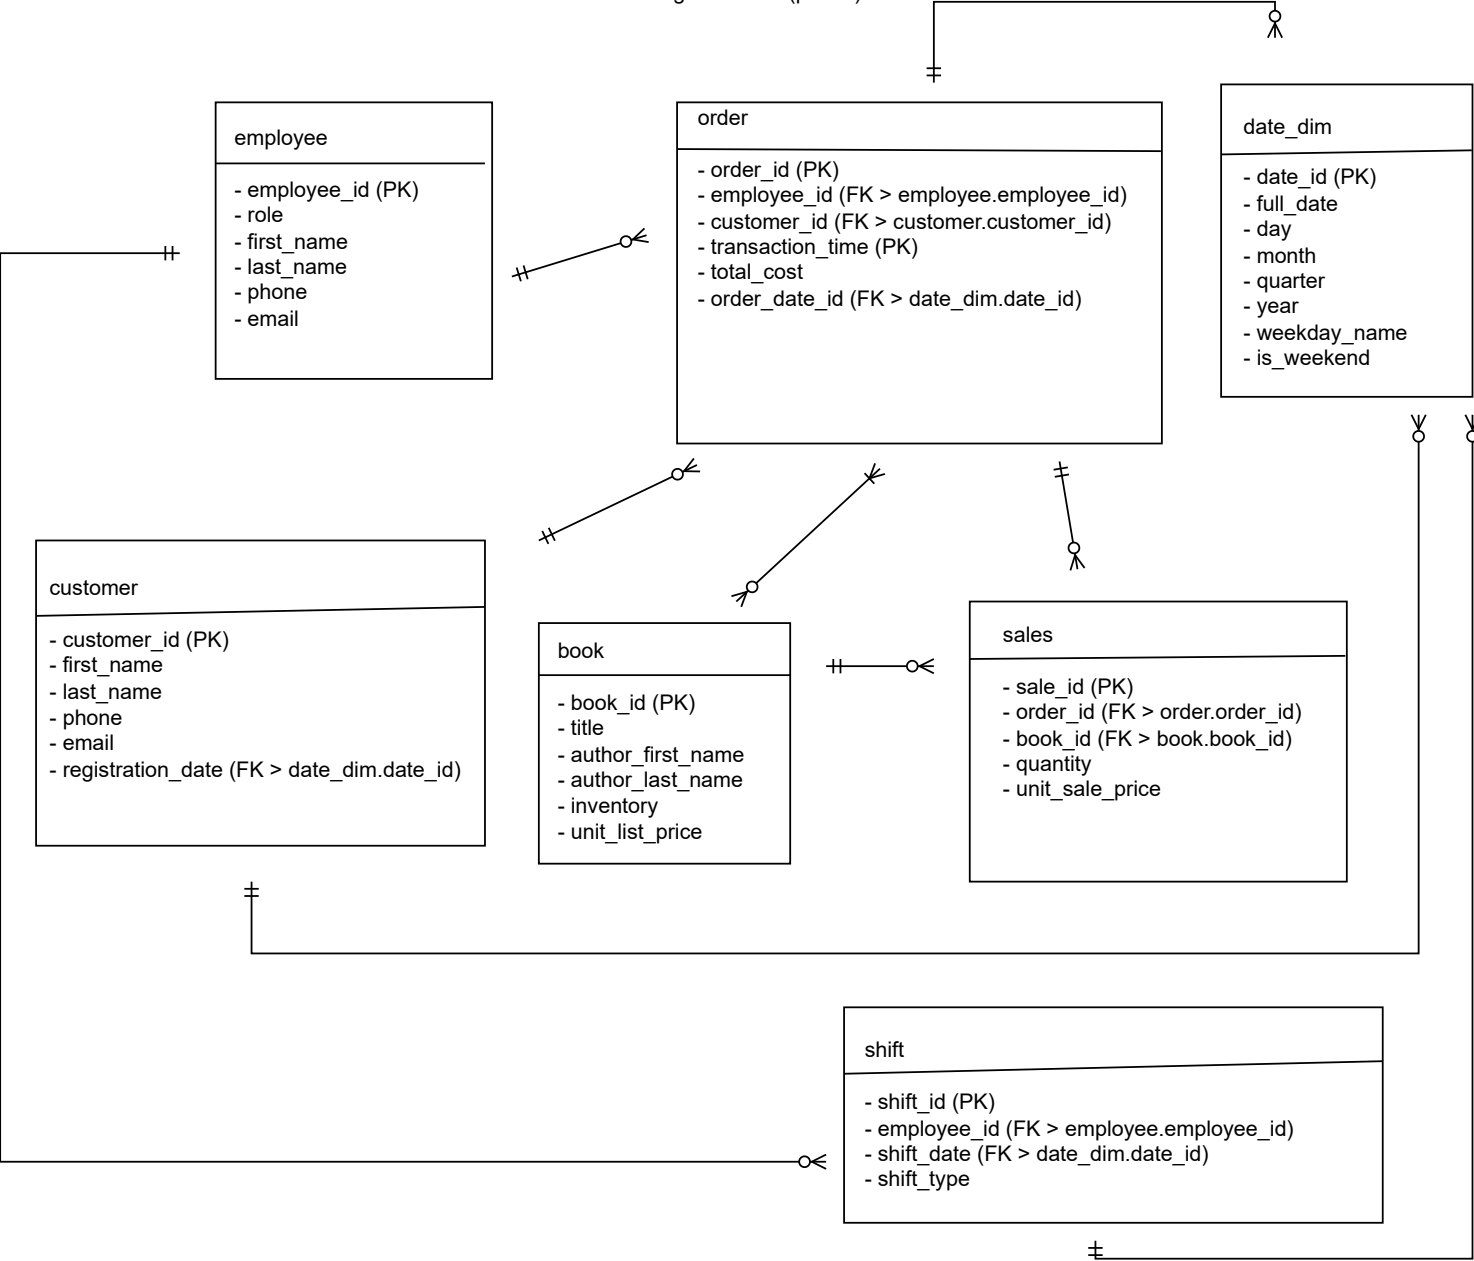 employee
- employee_id (PK)
- role
- first_name
- last_name
- phone
- email
order
- order_id (PK)
- employee_id (FK > employee.employee_id)
- customer_id (FK > customer.customer_id)
- transaction_time (PK)
- total_cost
- order_date_id (FK > date_dim.date_id)
date_dim
- date_id (PK)
- full_date
- day
- month
- quarter
- year
- weekday_name
- is_weekend
customer
- customer_id (PK)
- first_name
- last_name
- phone
- email
- registration_date (FK > date_dim.date_id)
book
- book_id (PK)
- title
- author_first_name
- author_last_name
- inventory
- unit_list_price
sales
- sale_id (PK)
- order_id (FK > order.order_id)
- book_id (FK > book.book_id)
- quantity
- unit_sale_price
shift
- shift_id (PK)
- employee_id (FK > employee.employee_id)
- shift_date (FK > date_dim.date_id)
- shift_type